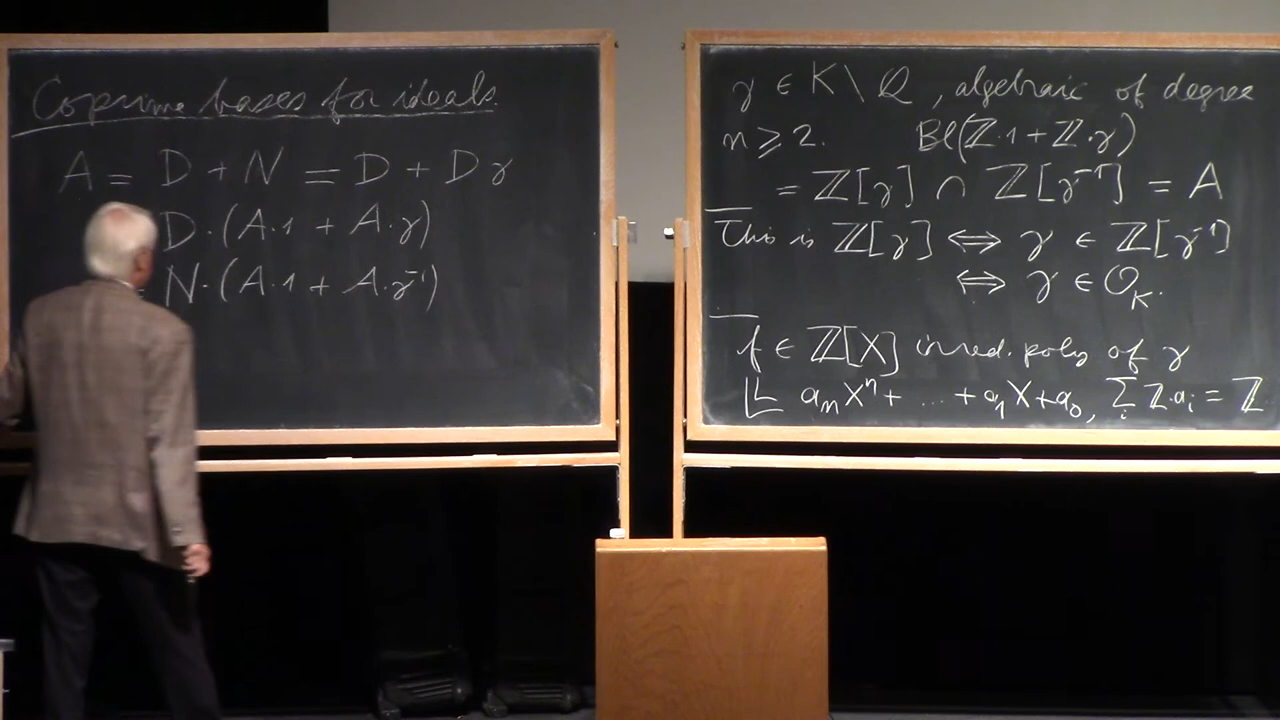 Coprime bases for ideals.
A = D + N = D + Dγ
D·(A·1 + A·γ)
= N·(A·1 + A·γ⁻¹)
γ ∈ K \ Q, algebraic of degree
n ⩾ 2. Bl(ℤ·1 + ℤ·γ)
= ℤ[γ] ∩ ℤ[γ⁻¹] = A
This is ℤ[γ] ⇔ γ ∈ ℤ[γ⁻¹]
⇔ γ ∈ 𝒪_K.
f ∈ ℤ[X] irred. poly of γ
aₙXⁿ + ... + a₁X + a₀, ∑ᵢ ℤ·aᵢ = ℤ